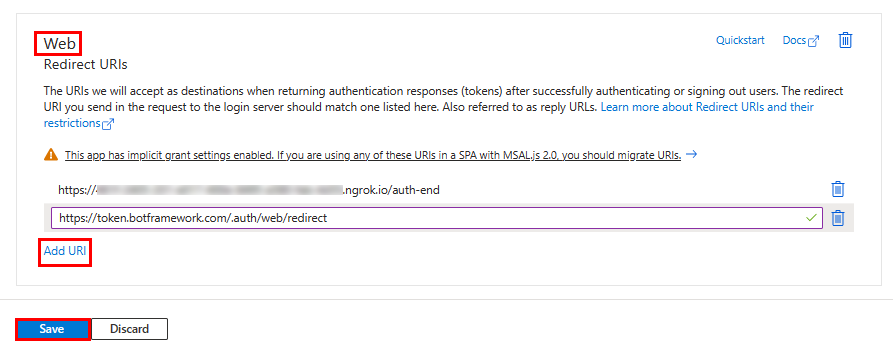 Web
Quickstart
Docs
Redirect URIs
The URIs we will accept as destinations when returning authentication responses (tokens) after successfully authenticating or signing out users. The redirect
URI you send in the request to the login server should match one listed here. Also referred to as reply URLs. Learn more about Redirect URIs and their
restrictions
This app has implicit grant settings enabled. If you are using any of these URIs in a SPA with MSAL.js 2.0, you should migrate URIs.
https:// .ngrok.io/auth-end
https://token.botframework.com/.auth/web/redirect
Add URI
Save
Discard